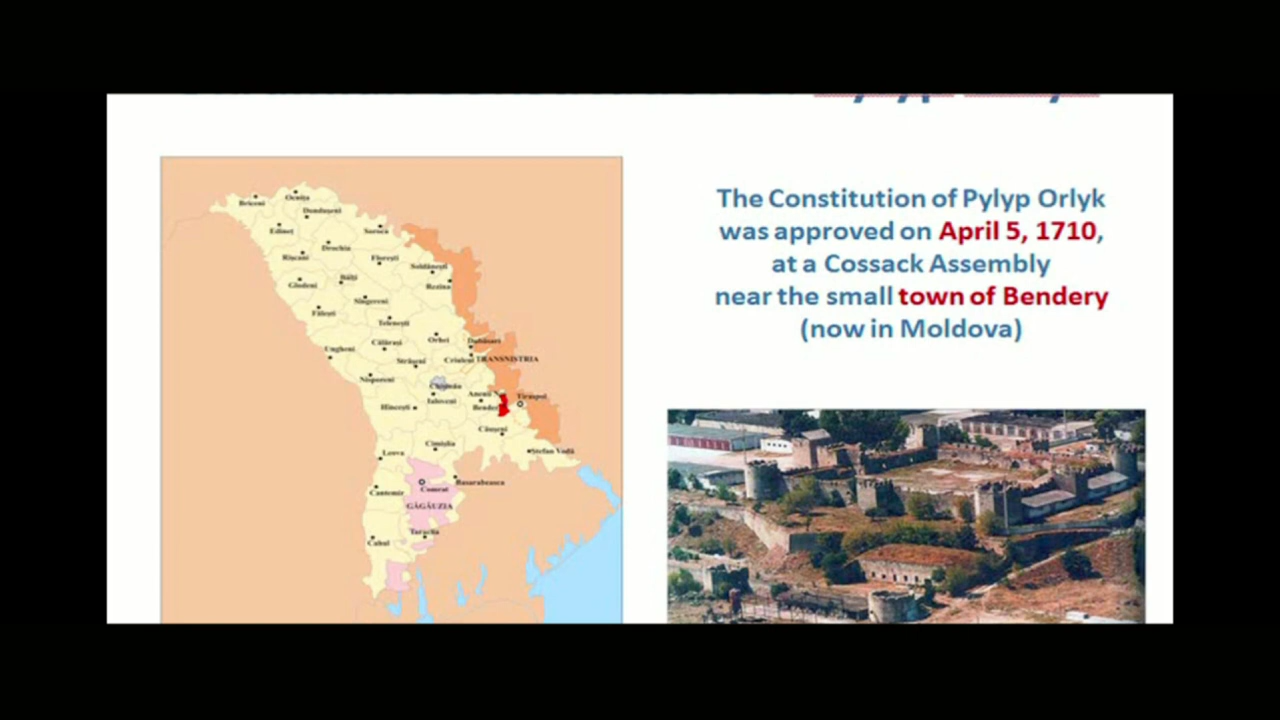 The Constitution of Pylyp Orlyk
was approved on April 5, 1710,
at a Cossack Assembly
near the small town of Bendery
(now in Moldova)
Briceni
Ocnița
Dondușeni
Edineț
Soroca
Drochia
Rîșcani
Florești
Șoldănești
Glodeni
Bălți
Rezina
Sîngerei
Fălești
Telenești
Orhei
Dubăsari
Ungheni
Călărași
Criuleni
TRANSNISTRIA
Strășeni
Nisporeni
Chișinău
Ialoveni
Anenii
Tiraspol
Hîncești
Bender
Căușeni
Cimișlia
Leova
Ștefan Vodă
Cantemir
Comrat
Basarabeasca
GĂGĂUZIA
Taraclia
Cahul